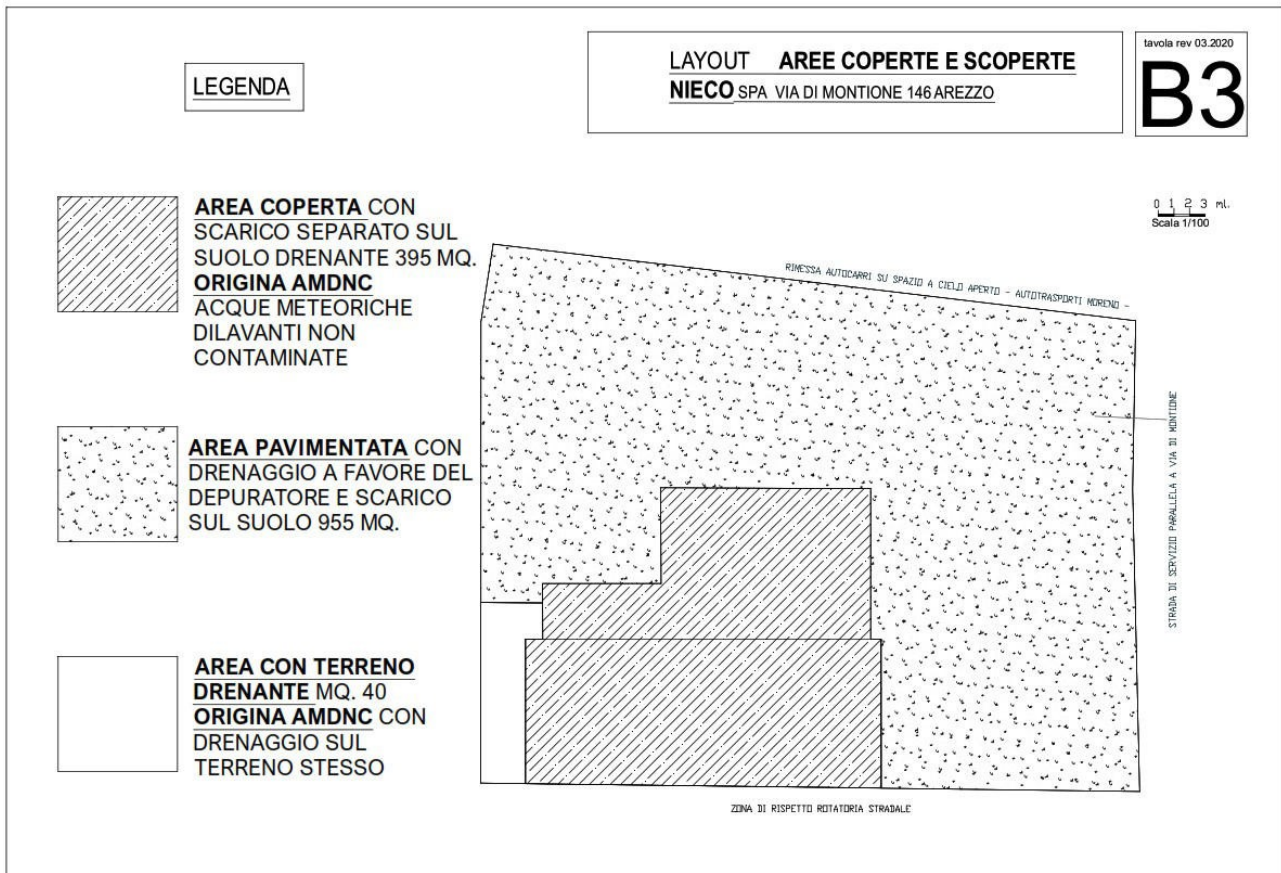 LEGENDA
LAYOUT AREE COPERTE E SCOPERTE
NIECO SPA VIA DI MONTIONE 146 AREZZO
tavola rev 03.2020
B3
0 1 2 3 ml.
Scala 1/100
AREA COPERTA CON
SCARICO SEPARATO SUL
SUOLO DRENANTE 395 MQ.
ORIGINA AMDNC
ACQUE METEORICHE
DILAVANTI NON
CONTAMINATE
AREA PAVIMENTATA CON
DRENAGGIO A FAVORE DEL
DEPURATORE E SCARICO
SUL SUOLO 955 MQ.
AREA CON TERRENO
DRENANTE MQ. 40
ORIGINA AMDNC CON
DRENAGGIO SUL
TERRENO STESSO
RIMESSA AUTOCARRI SU SPAZIO A CIELO APERTO - AUTOTRASPORTI MORENO -
STRADA DI SERVIZIO PARALLELA A VIA DI MONTIONE
ZONA DI RISPETTO ROTATORIA STRADALE